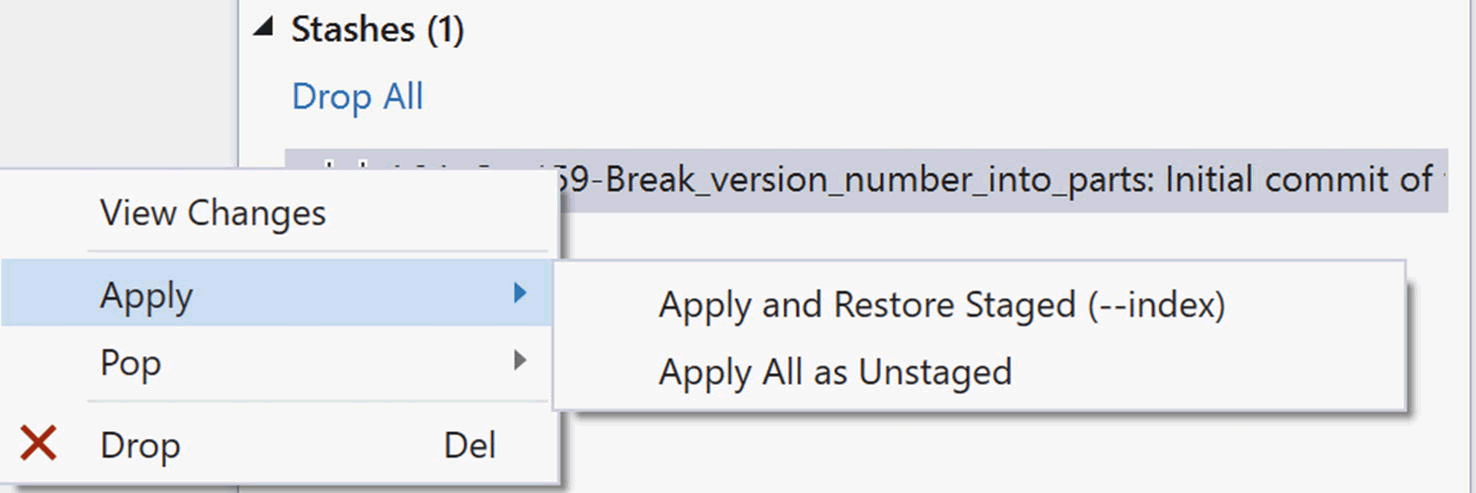 Stashes (1)
Drop All
59-Break_version_number_into_parts: Initial commit of
View Changes
Apply
Apply and Restore Staged (--index)
Apply All as Unstaged
Pop
Drop Del